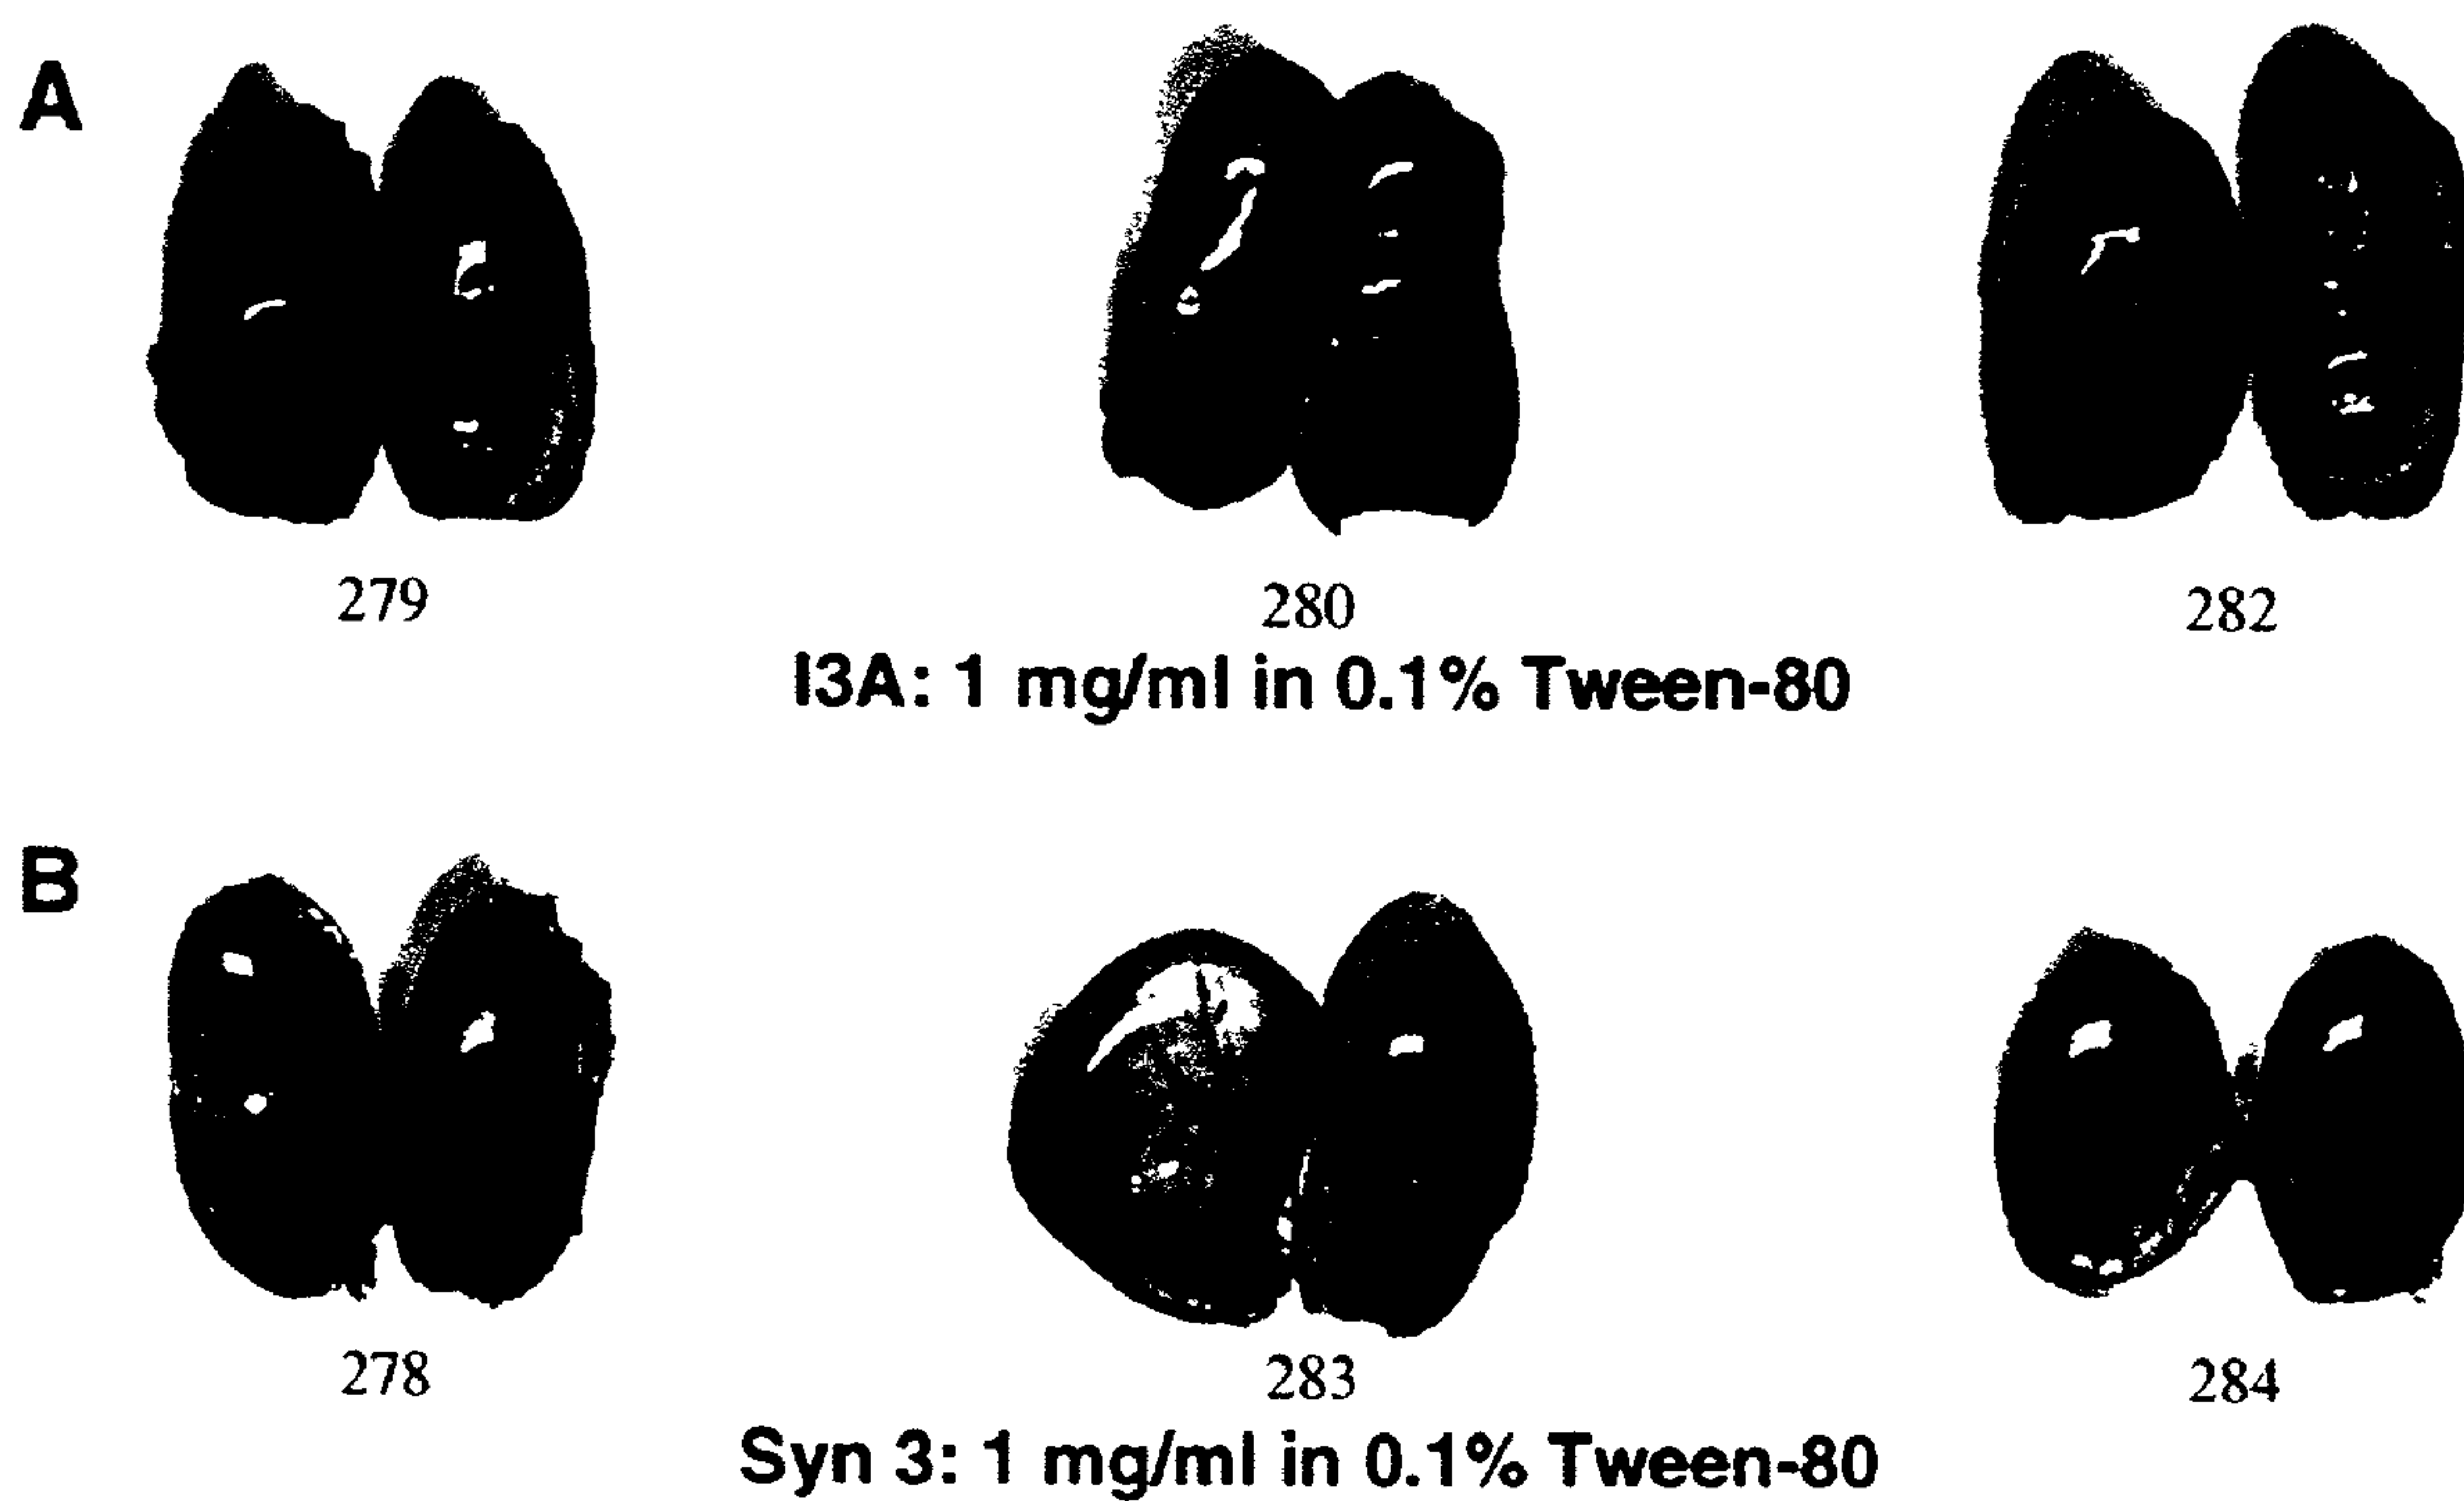 A
279 280 282
I3A: 1 mg/ml in 0.1% Tween-80
B
278 283 284
Syn 3: 1 mg/ml in 0.1% Tween-80